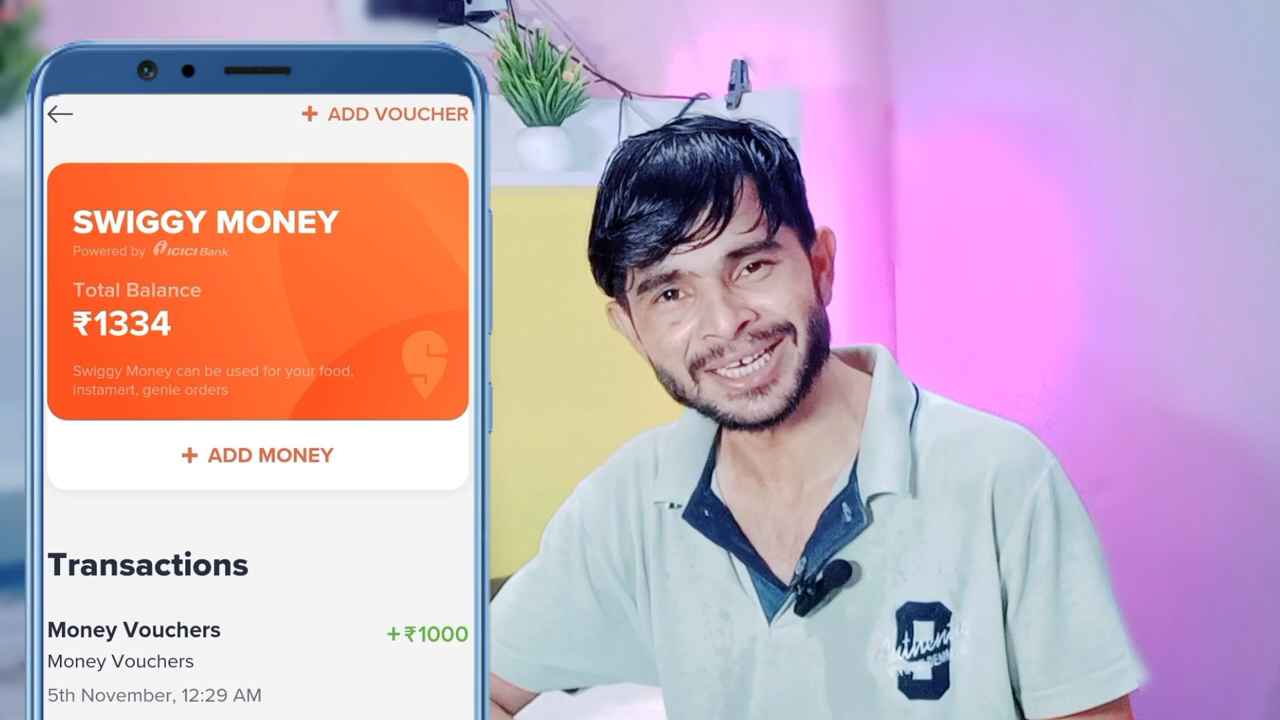 + ADD VOUCHER
SWIGGY MONEY
Powered by ICICI Bank
Total Balance
₹1334
Swiggy Money can be used for your food,
instamart, genie orders
+ ADD MONEY
Transactions
Money Vouchers
+₹1000
Money Vouchers
5th November, 12:29 AM
Authentic